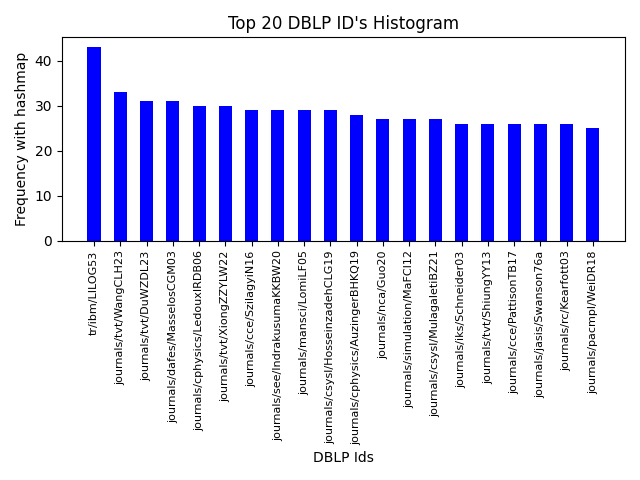 Top 20 DBLP ID's Histogram
Frequency with hashmap
40
30
20
10
0
tr/ibm/LILOG53
journals/tvt/WangCLH23
journals/tvt/DuWZDL23
journals/dafes/MasselosCGM03
journals/cphysics/LedouxIRDB06
journals/tvt/XiongZZYLW22
journals/cce/SzilagyiN16
journals/see/IndrakusumaKKBW20
journals/mansci/LomiLF05
journals/csysl/HosseinzadehCLG19
journals/cphysics/AuzingerBHKQ19
journals/nca/Guo20
journals/simulation/MaFCl12
journals/csysl/MulagaletiBZ21
journals/iks/Schneider03
journals/tvt/ShiungYY13
journals/cce/PattisonTB17
journals/jasis/Swanson76a
journals/rc/Kearfott03
journals/pacmpl/WeiDR18
DBLP Ids